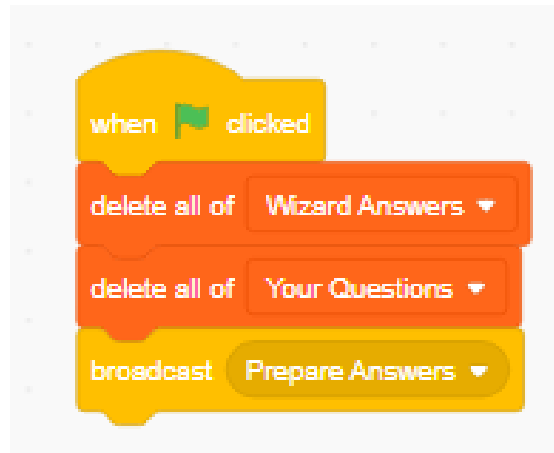 when clicked
delete all of Wizard Answers
delete all of Your Questions
broadcast Prepare Answers